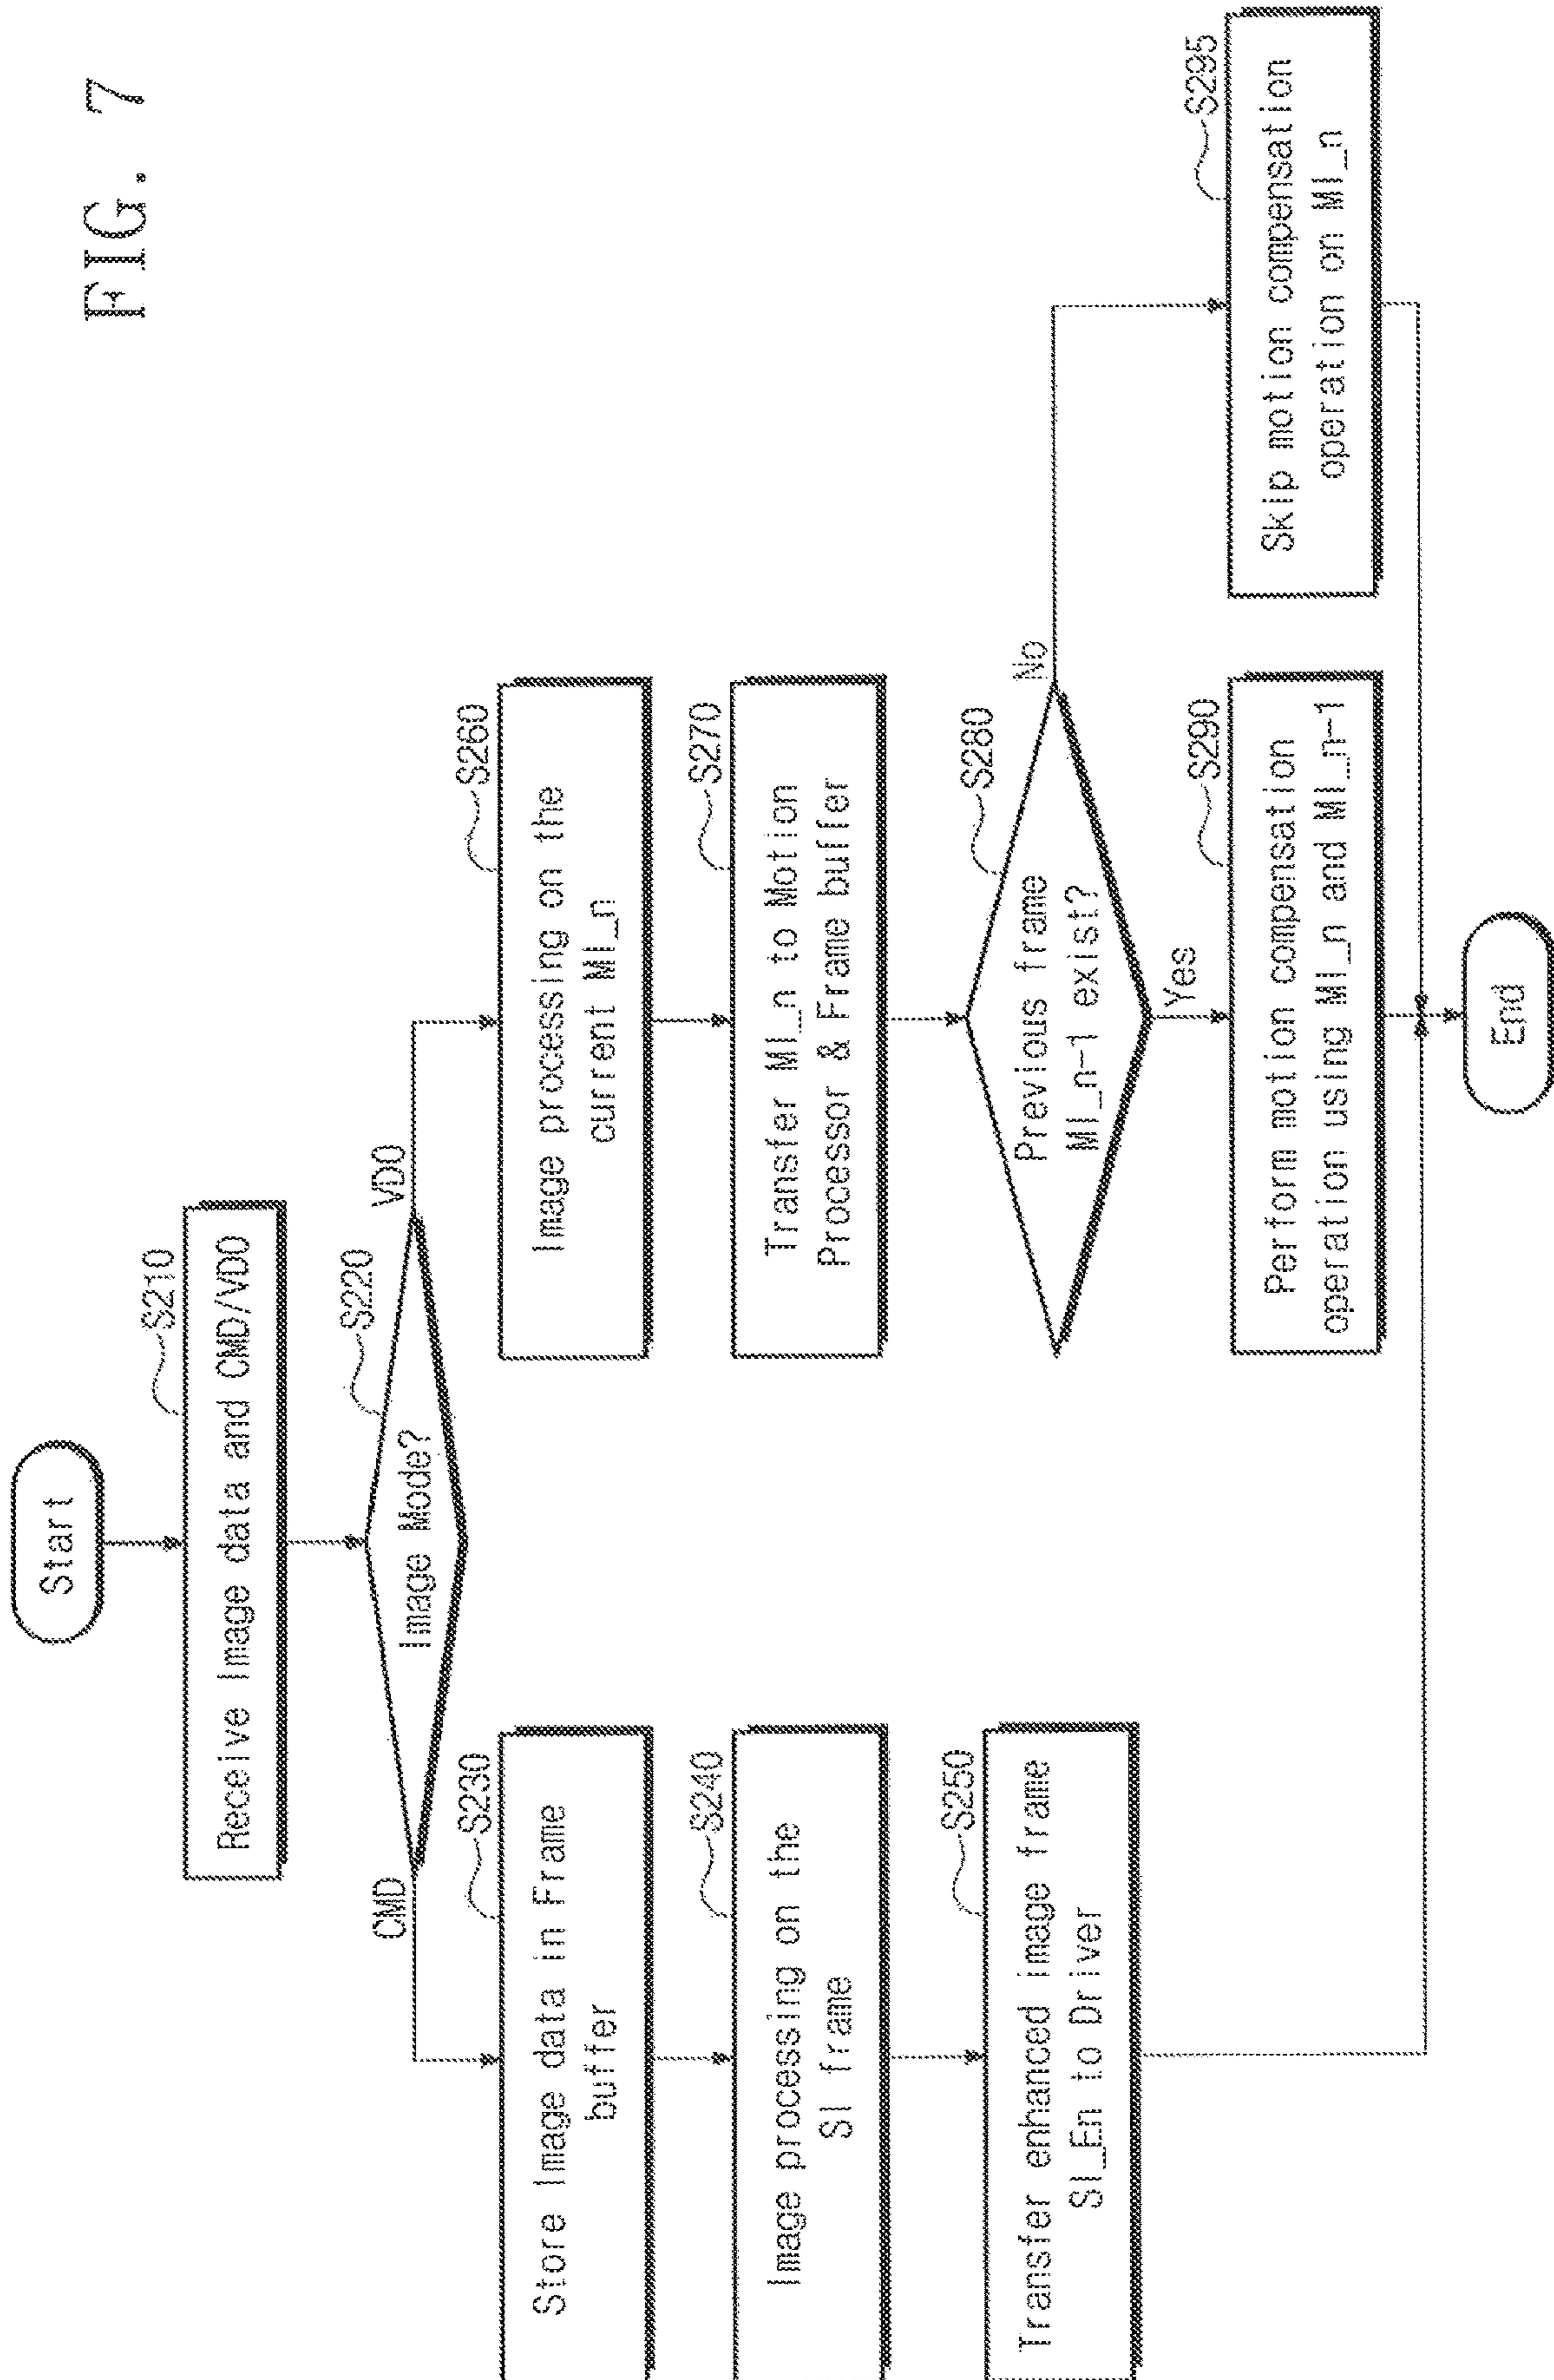 FIG. 7
Start
S210
Receive Image data and CMD/VDO
S220
Image Mode?
CMD
VDO
S230
Store Image data in Frame
buffer
S240
Image processing on the
SI frame
S250
Transfer enhanced image frame
SI_En to Driver
S260
Image processing on the
current MI_n
S270
Transfer MI_n to Motion
Processor & Frame buffer
S280
Previous frame
MI_n-1 exist?
No
Yes
S290
Perform motion compensation
operation using MI_n and MI_n-1
S295
Skip motion compensation
operation on MI_n
End